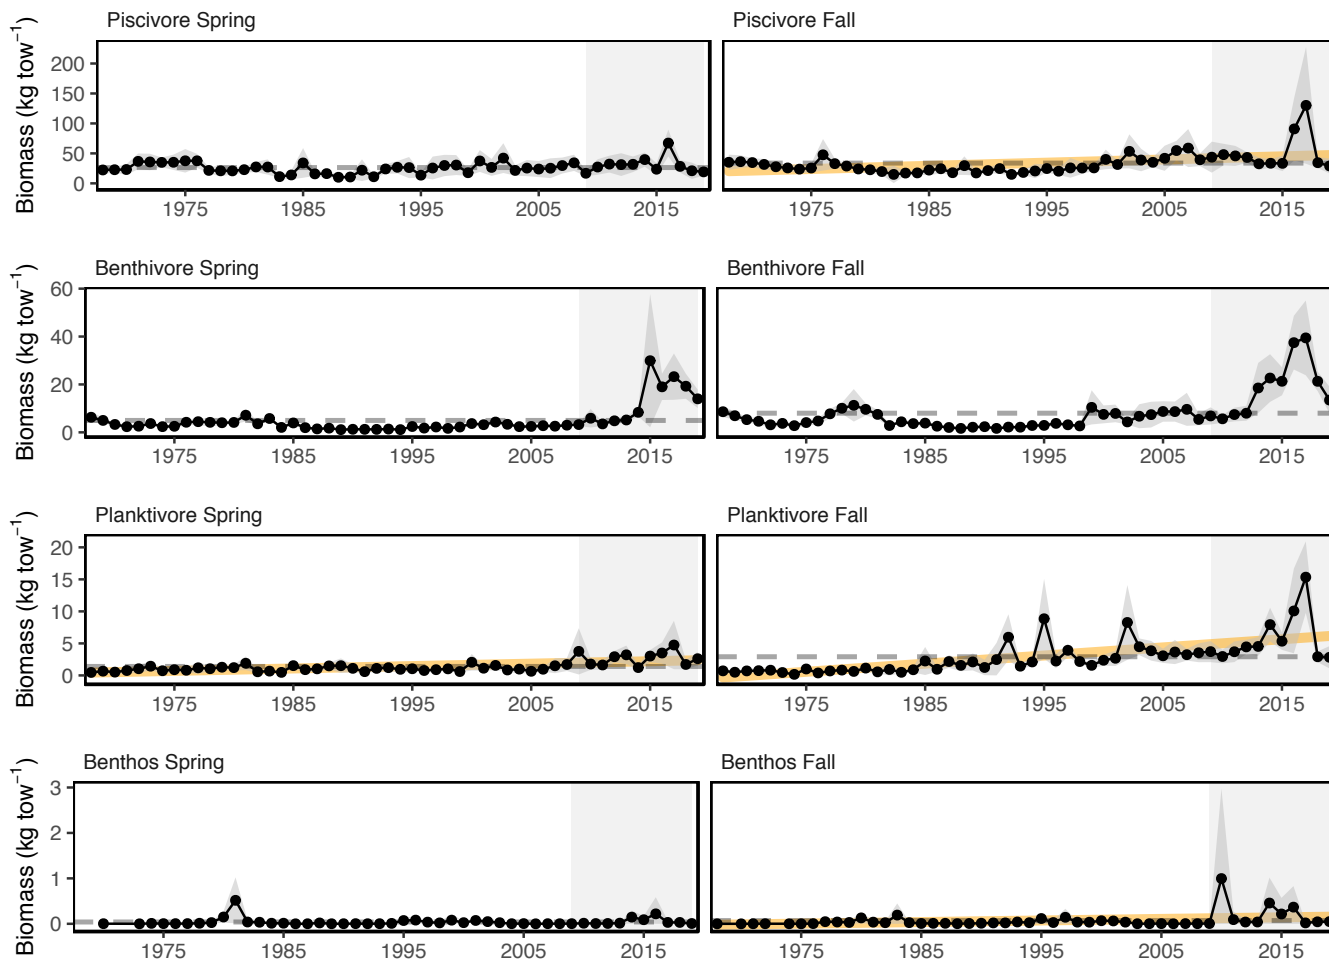 Piscivore Spring
Piscivore Fall
Biomass (kg tow⁻¹)
200
150
100
50
0
1975 1985 1995 2005 2015
1975 1985 1995 2005 2015
Benthivore Spring
Benthivore Fall
Biomass (kg tow⁻¹)
60
40
20
0
1975 1985 1995 2005 2015
1975 1985 1995 2005 2015
Planktivore Spring
Planktivore Fall
Biomass (kg tow⁻¹)
20
15
10
5
0
1975 1985 1995 2005 2015
1975 1985 1995 2005 2015
Benthos Spring
Benthos Fall
Biomass (kg tow⁻¹)
3
2
1
0
1975 1985 1995 2005 2015
1975 1985 1995 2005 2015